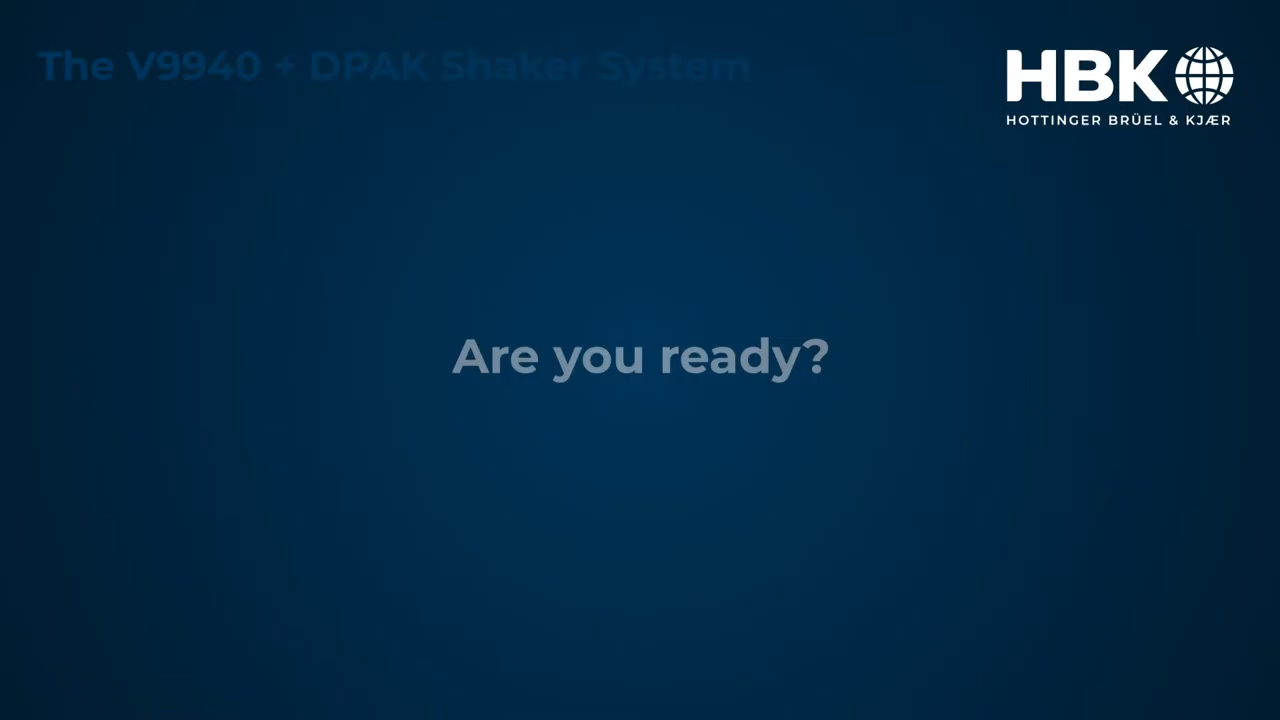 The V9940 + DPAK Shaker System
HBK
HOTTINGER BRÜEL & KJÆR
Are you ready?